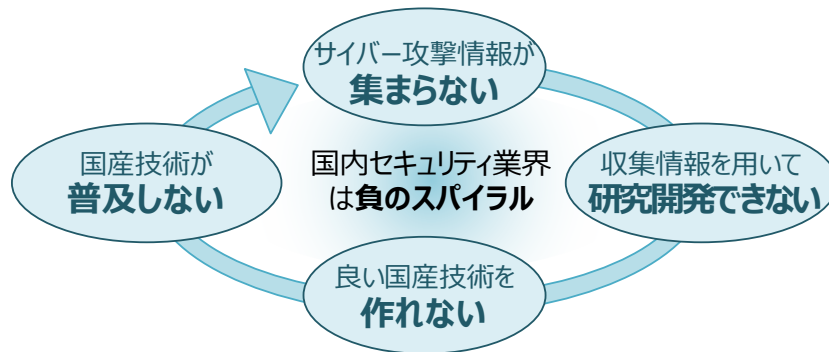 サイバー攻撃情報が
集まらない
国産技術が
普及しない
国内セキュリティ業界
は負のスパイラル
収集情報を用いて
研究開発できない
良い国産技術を
作れない